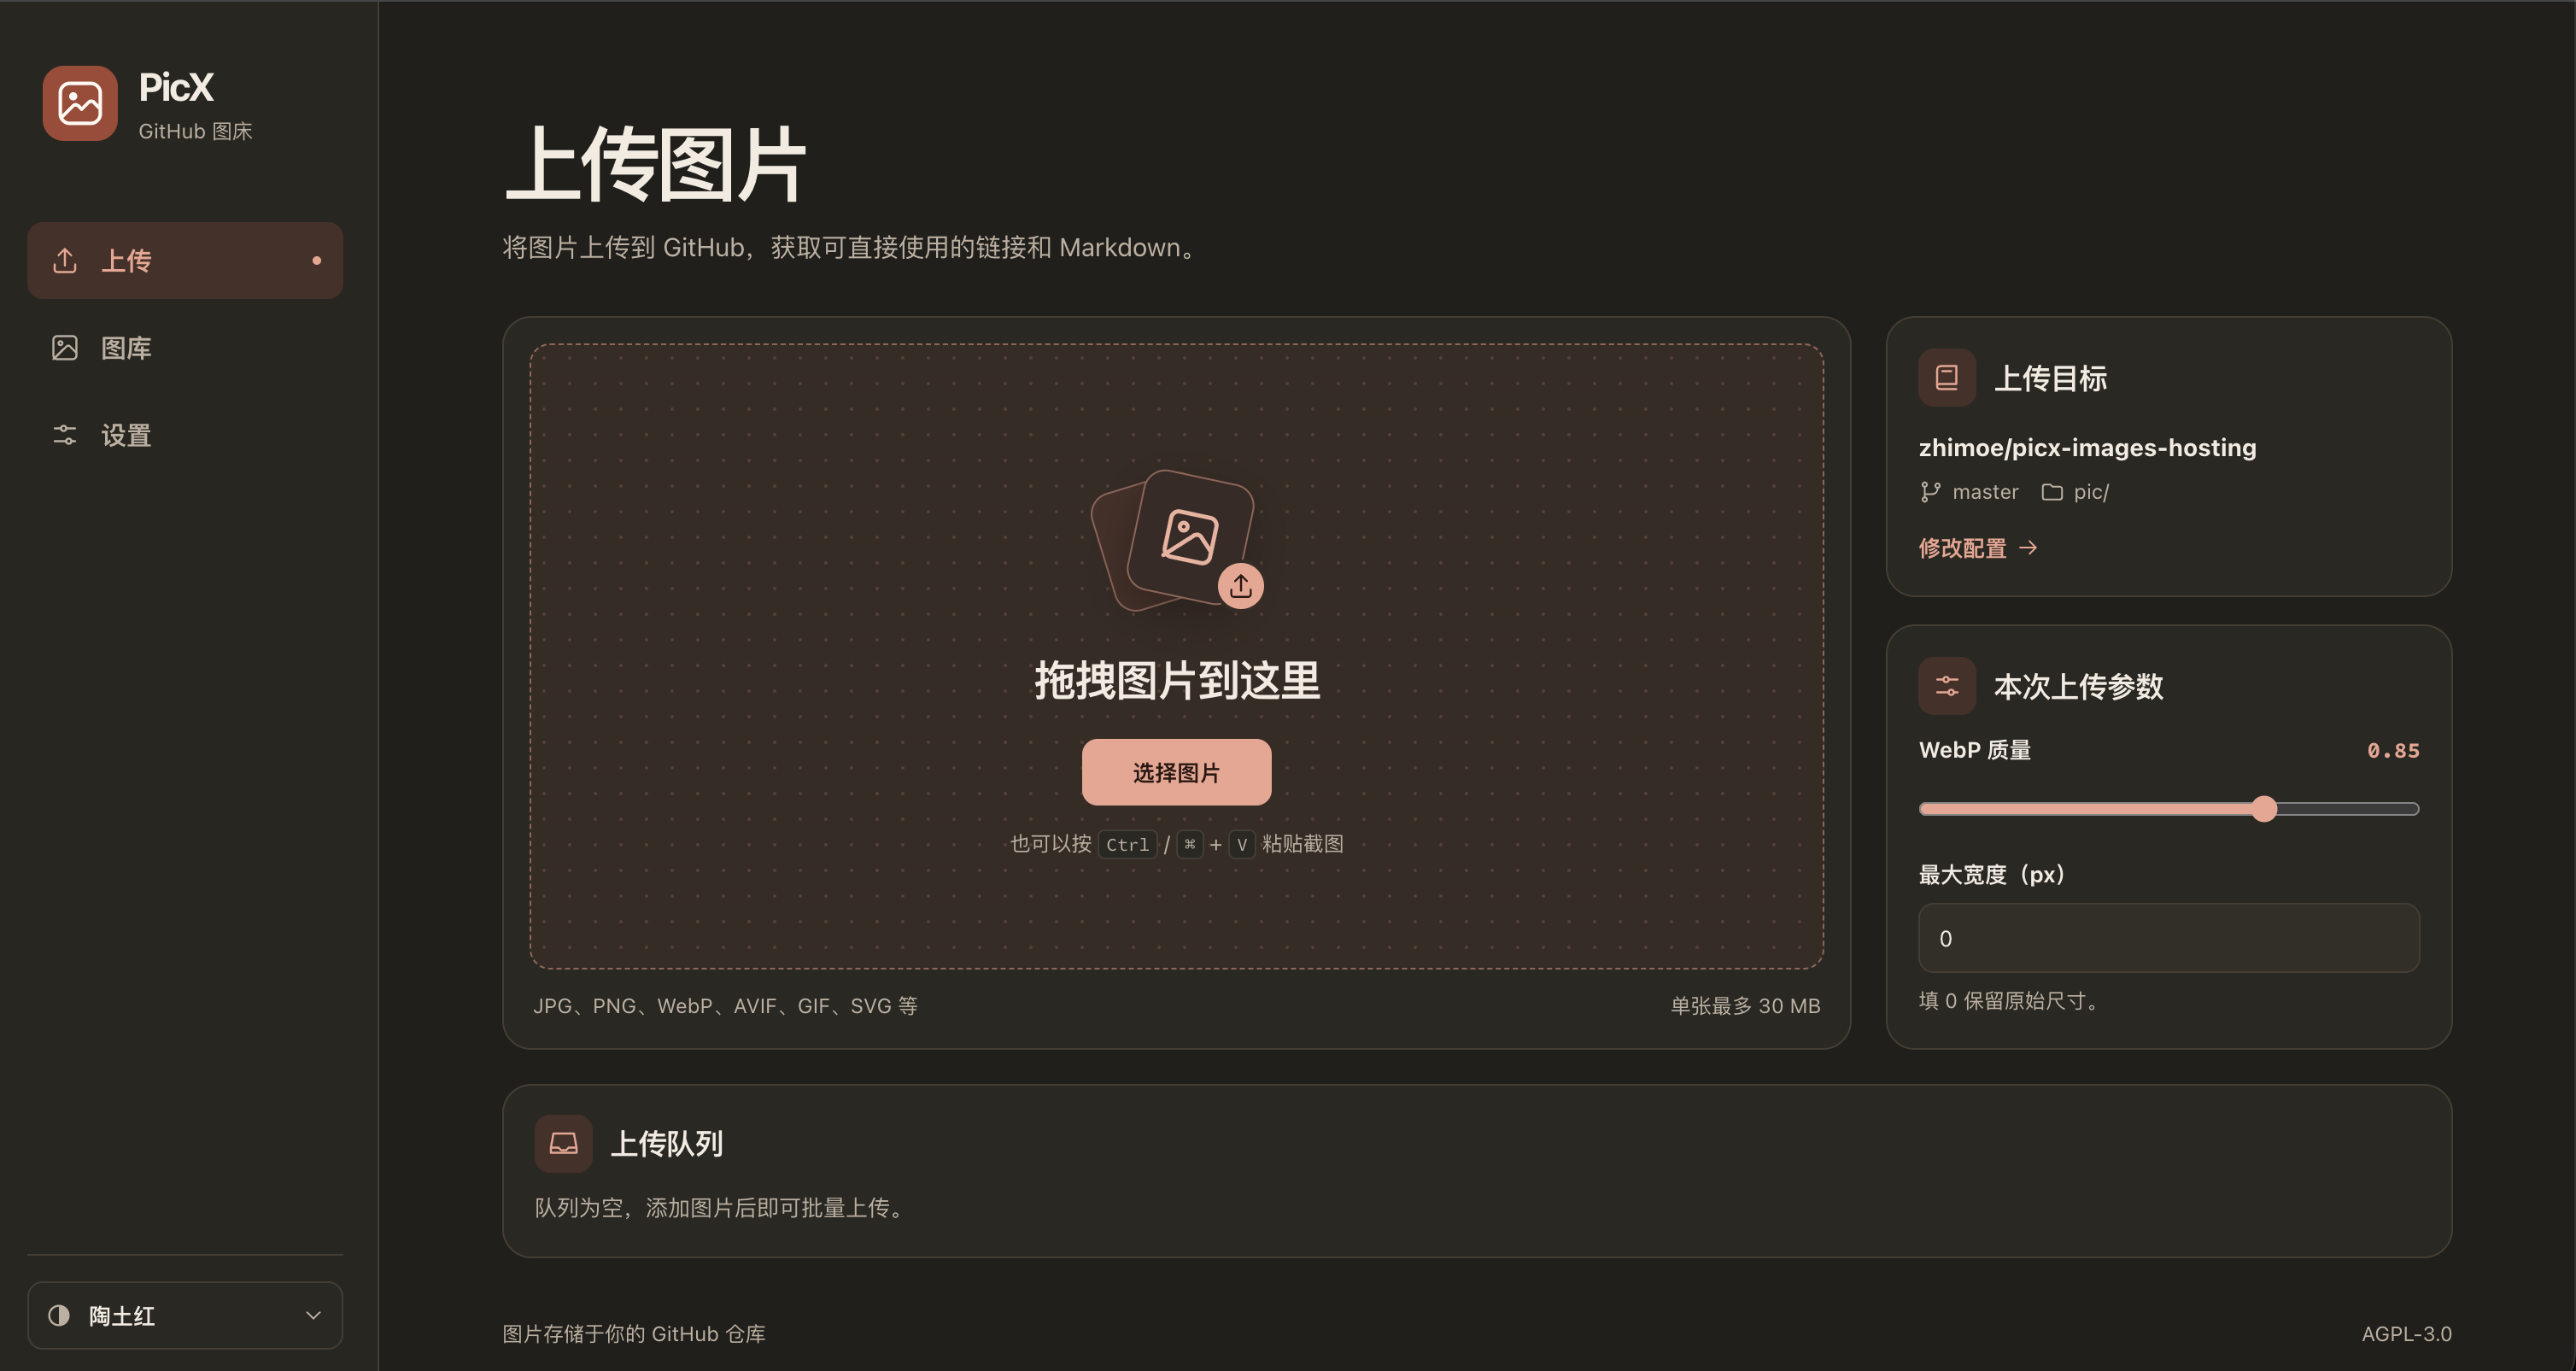 PicX
GitHub 图床
上传
图库
设置
陶土红
上传图片
将图片上传到 GitHub，获取可直接使用的链接和 Markdown。
拖拽图片到这里
选择图片
也可以按 Ctrl / ⌘ + V 粘贴截图
JPG、PNG、WebP、AVIF、GIF、SVG 等
单张最多 30 MB
上传目标
zhimoe/picx-images-hosting
master pic/
修改配置 →
本次上传参数
WebP 质量 0.85
最大宽度（px）
0
填 0 保留原始尺寸。
上传队列
队列为空，添加图片后即可批量上传。
图片存储于你的 GitHub 仓库
AGPL-3.0